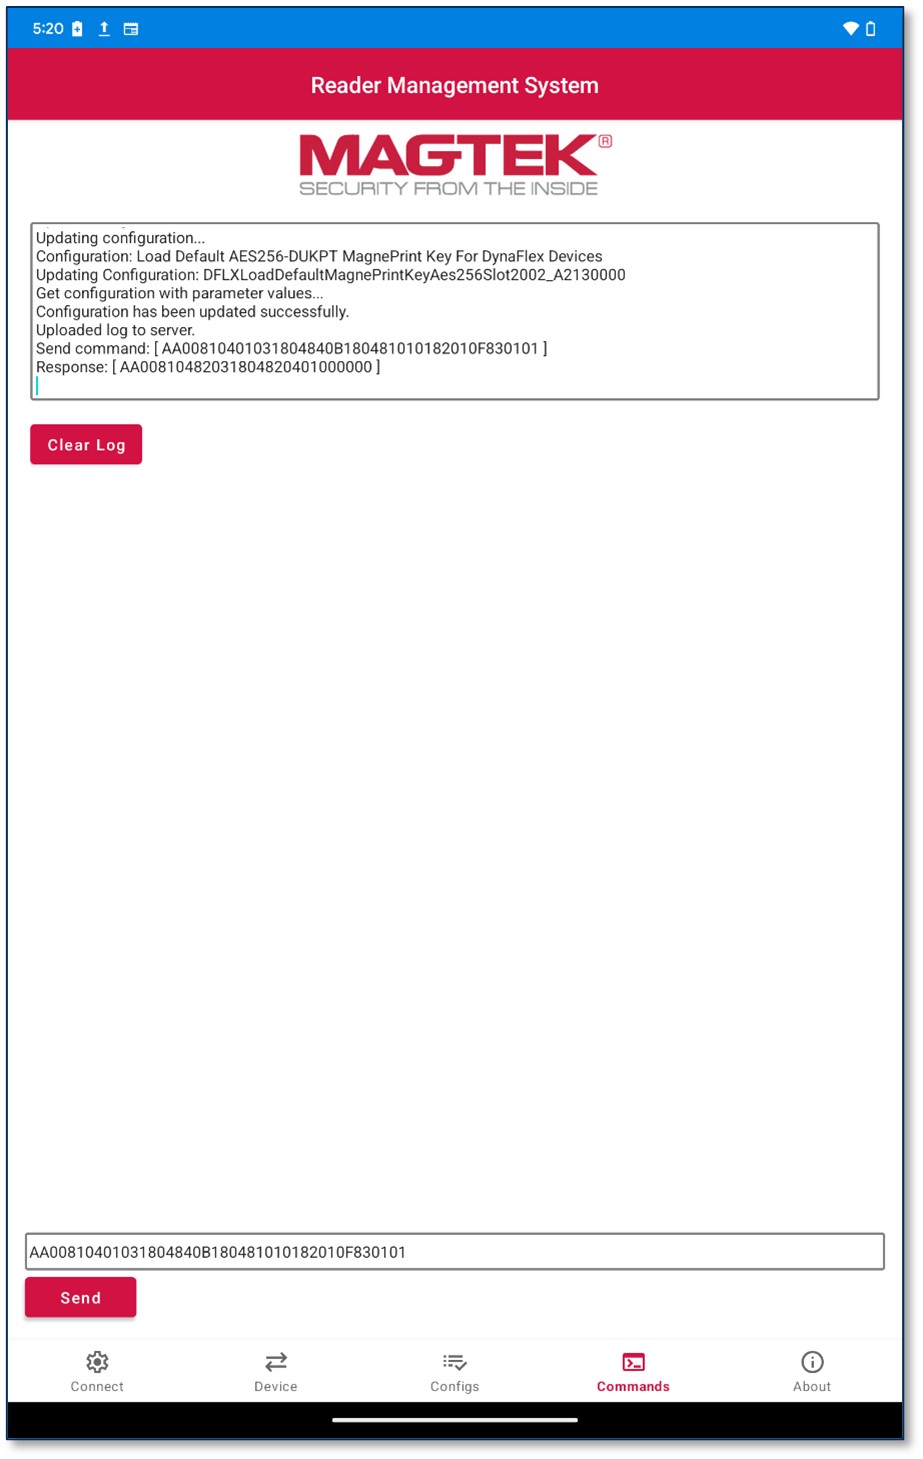 5:20
Reader Management System
MAGTEK®
SECURITY FROM THE INSIDE
Updating configuration...
Configuration: Load Default AES256-DUKPT MagnePrint Key For DynaFlex Devices
Updating Configuration: DFLXLoadDefaultMagnePrintKeyAes256Slot2002_A2130000
Get configuration with parameter values...
Configuration has been updated successfully.
Uploaded log to server.
Send command: [ AA00810401031804840B180481010182010F830101 ]
Response: [ AA00810482031804820401000000 ]
Clear Log
AA00810401031804840B180481010182010F830101
Send
Connect
Device
Configs
Commands
About